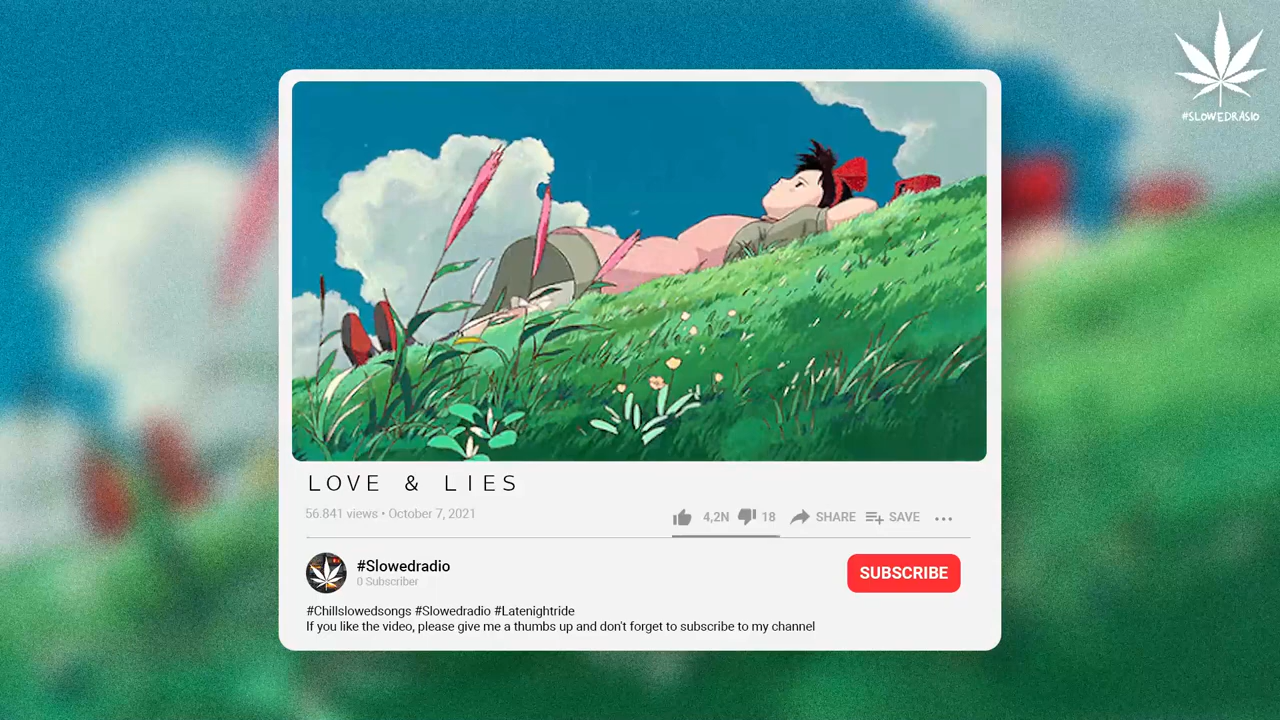 #SLOWEDRASIO
LOVE & LIES
56.841 views • October 7, 2021
4,2N 18 SHARE SAVE ...
#Slowedradio
0 Subscriber
SUBSCRIBE
#Chillslowedsongs #Slowedradio #Latenightride
If you like the video, please give me a thumbs up and don't forget to subscribe to my channel